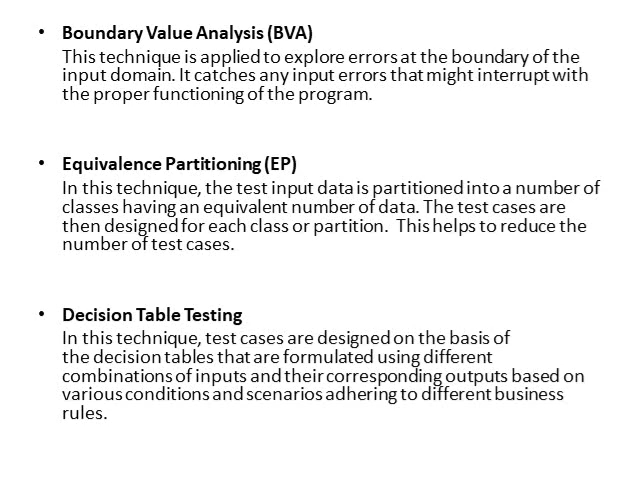 • Boundary Value Analysis (BVA)
This technique is applied to explore errors at the boundary of the
input domain. It catches any input errors that might interrupt with
the proper functioning of the program.
• Equivalence Partitioning (EP)
In this technique, the test input data is partitioned into a number of
classes having an equivalent number of data. The test cases are
then designed for each class or partition. This helps to reduce the
number of test cases.
• Decision Table Testing
In this technique, test cases are designed on the basis of
the decision tables that are formulated using different
combinations of inputs and their corresponding outputs based on
various conditions and scenarios adhering to different business
rules.